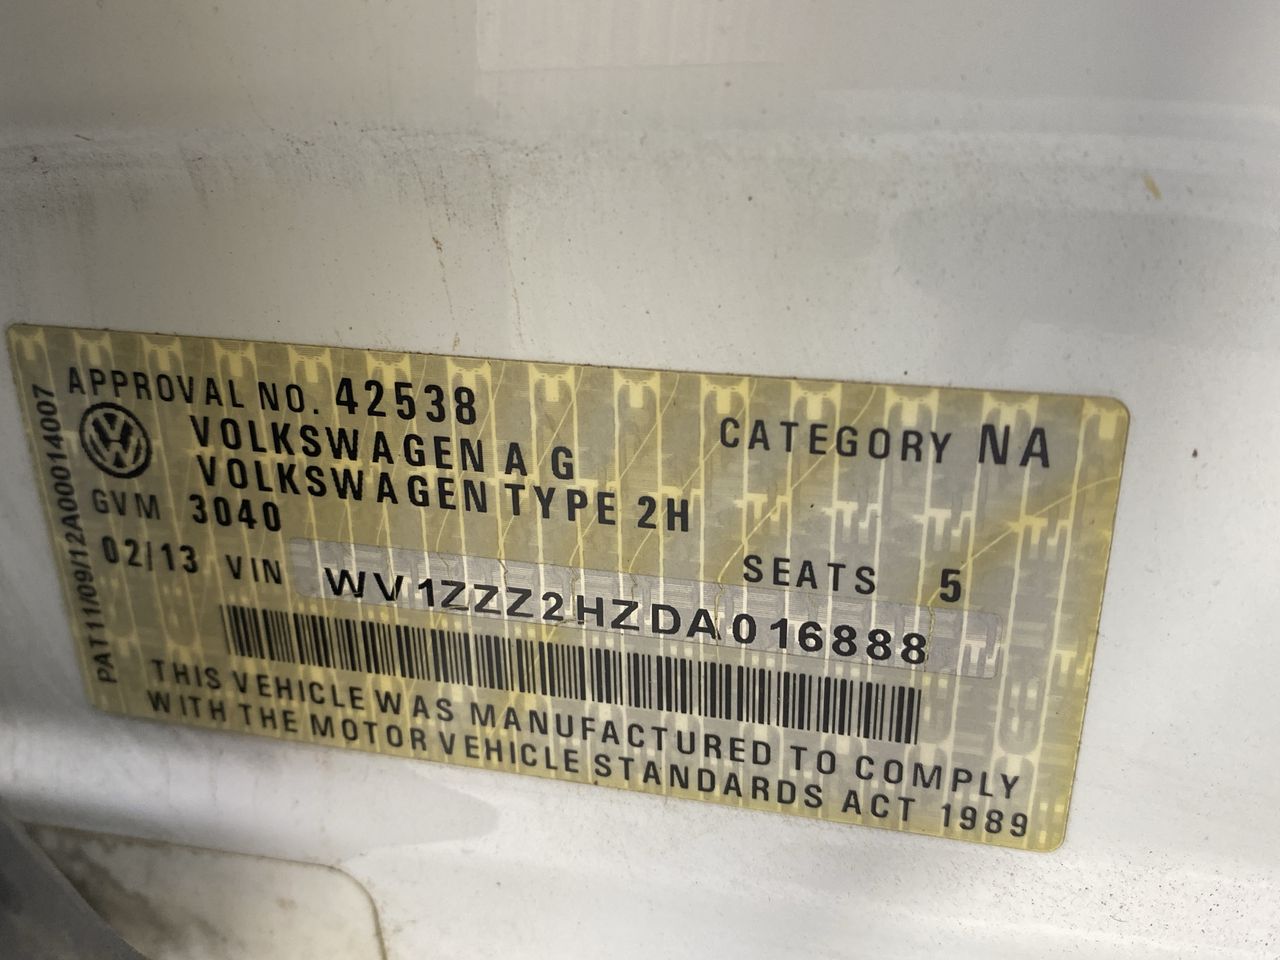 APPROVAL NO. 42538
VOLKSWAGEN A G
CATEGORY NA
VOLKSWAGEN TYPE 2H
GVM 3040
SEATS 5
02/13 VIN WV1ZZZ2HZDA016888
THIS VEHICLE WAS MANUFACTURED TO COMPLY
WITH THE MOTOR VEHICLE STANDARDS ACT 1989
PAT11/09/12A00014007